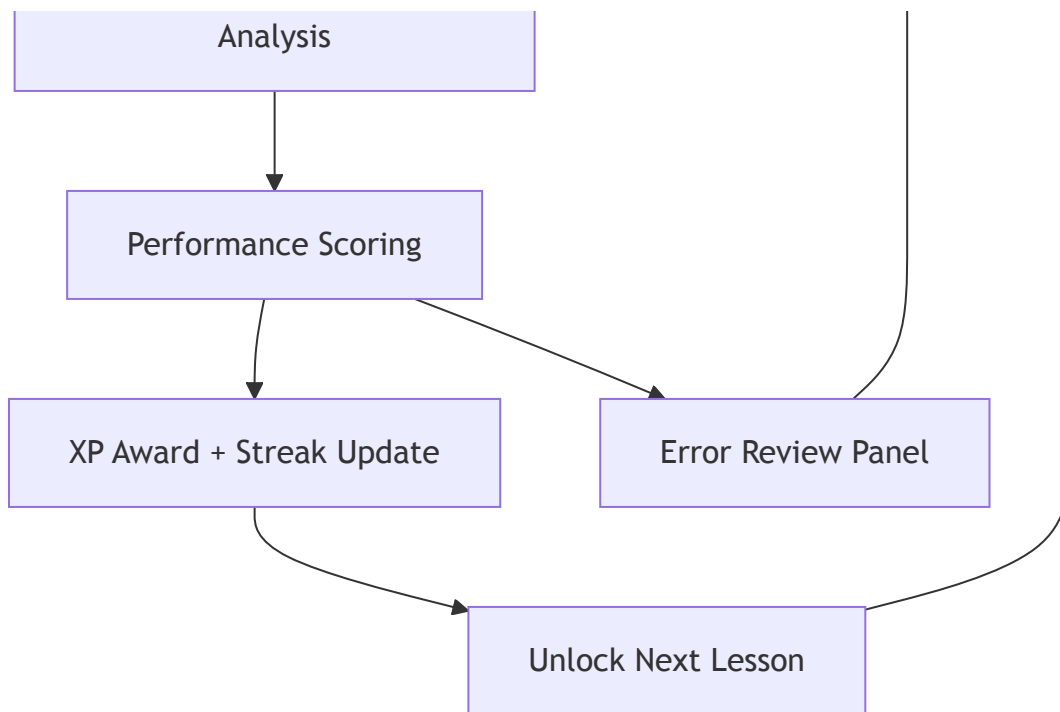 Analysis
Performance Scoring
XP Award + Streak Update
Error Review Panel
Unlock Next Lesson